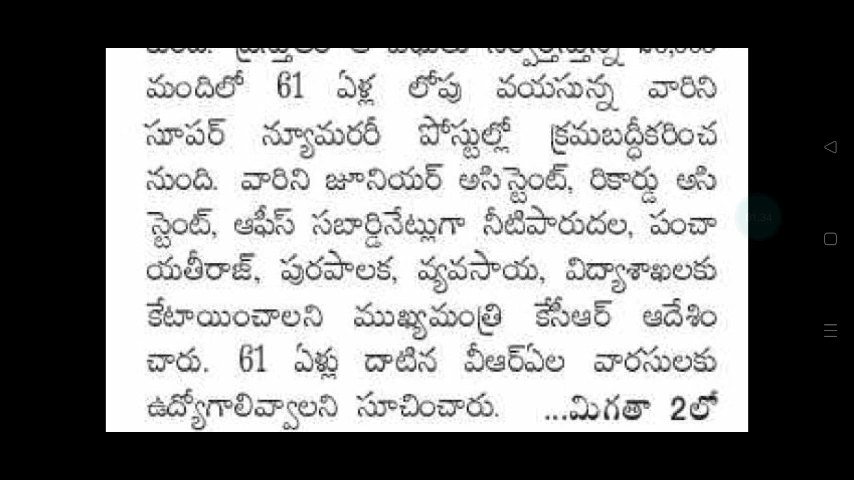 మందిలో 61 ఏళ్ల లోపు వయసున్న వారిని
సూపర్ న్యూమరరీ పోస్టుల్లో క్రమబద్ధీకరించ
నుంది. వారిని జూనియర్ అసిస్టెంట్, రికార్డు అసి
స్టెంట్, ఆఫీస్ సబార్డినేట్లుగా నీటిపారుదల, పంచా
యతీరాజ్, పురపాలక, వ్యవసాయ, విద్యాశాఖలకు
కేటాయించాలని ముఖ్యమంత్రి కేసీఆర్ ఆదేశిం
చారు. 61 ఏళ్లు దాటిన వీఆర్ఏల వారసులకు
ఉద్యోగాలివ్వాలని సూచించారు. ...మిగతా 2లో